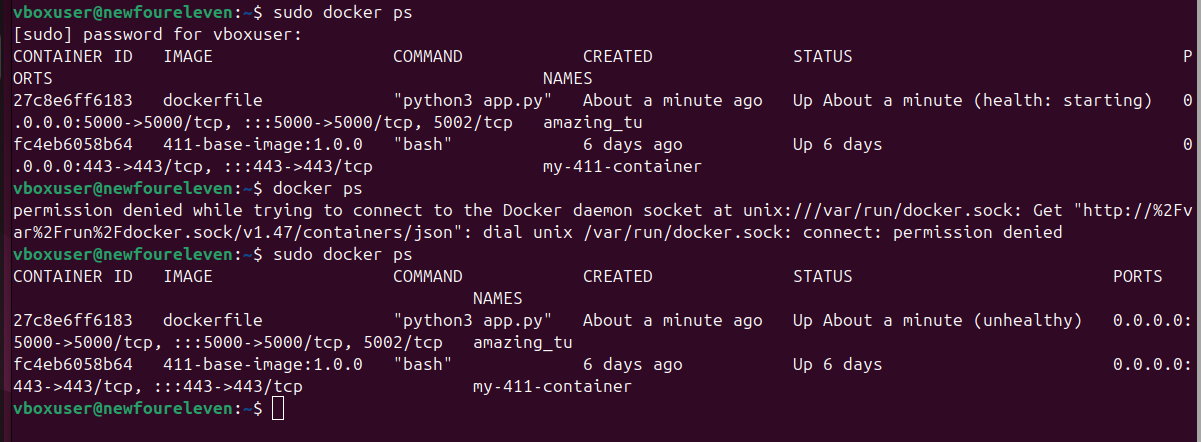 vboxuser@newfoureleven:~$ sudo docker ps
[sudo] password for vboxuser:
CONTAINER ID   IMAGE                  COMMAND            CREATED              STATUS                                 P
ORTS                                                 NAMES
27c8e6ff6183   dockerfile             "python3 app.py"   About a minute ago   Up About a minute (health: starting)   0
.0.0.0:5000->5000/tcp, :::5000->5000/tcp, 5002/tcp   amazing_tu
fc4eb6058b64   411-base-image:1.0.0   "bash"             6 days ago           Up 6 days                              0
.0.0.0:443->443/tcp, :::443->443/tcp                 my-411-container
vboxuser@newfoureleven:~$ docker ps
permission denied while trying to connect to the Docker daemon socket at unix:///var/run/docker.sock: Get "http://%2Fv
ar%2Frun%2Fdocker.sock/v1.47/containers/json": dial unix /var/run/docker.sock: connect: permission denied
vboxuser@newfoureleven:~$ sudo docker ps
CONTAINER ID   IMAGE                  COMMAND            CREATED              STATUS                          PORTS
                                              NAMES
27c8e6ff6183   dockerfile             "python3 app.py"   About a minute ago   Up About a minute (unhealthy)   0.0.0.0:
5000->5000/tcp, :::5000->5000/tcp, 5002/tcp   amazing_tu
fc4eb6058b64   411-base-image:1.0.0   "bash"             6 days ago           Up 6 days                       0.0.0.0:
443->443/tcp, :::443->443/tcp                 my-411-container
vboxuser@newfoureleven:~$